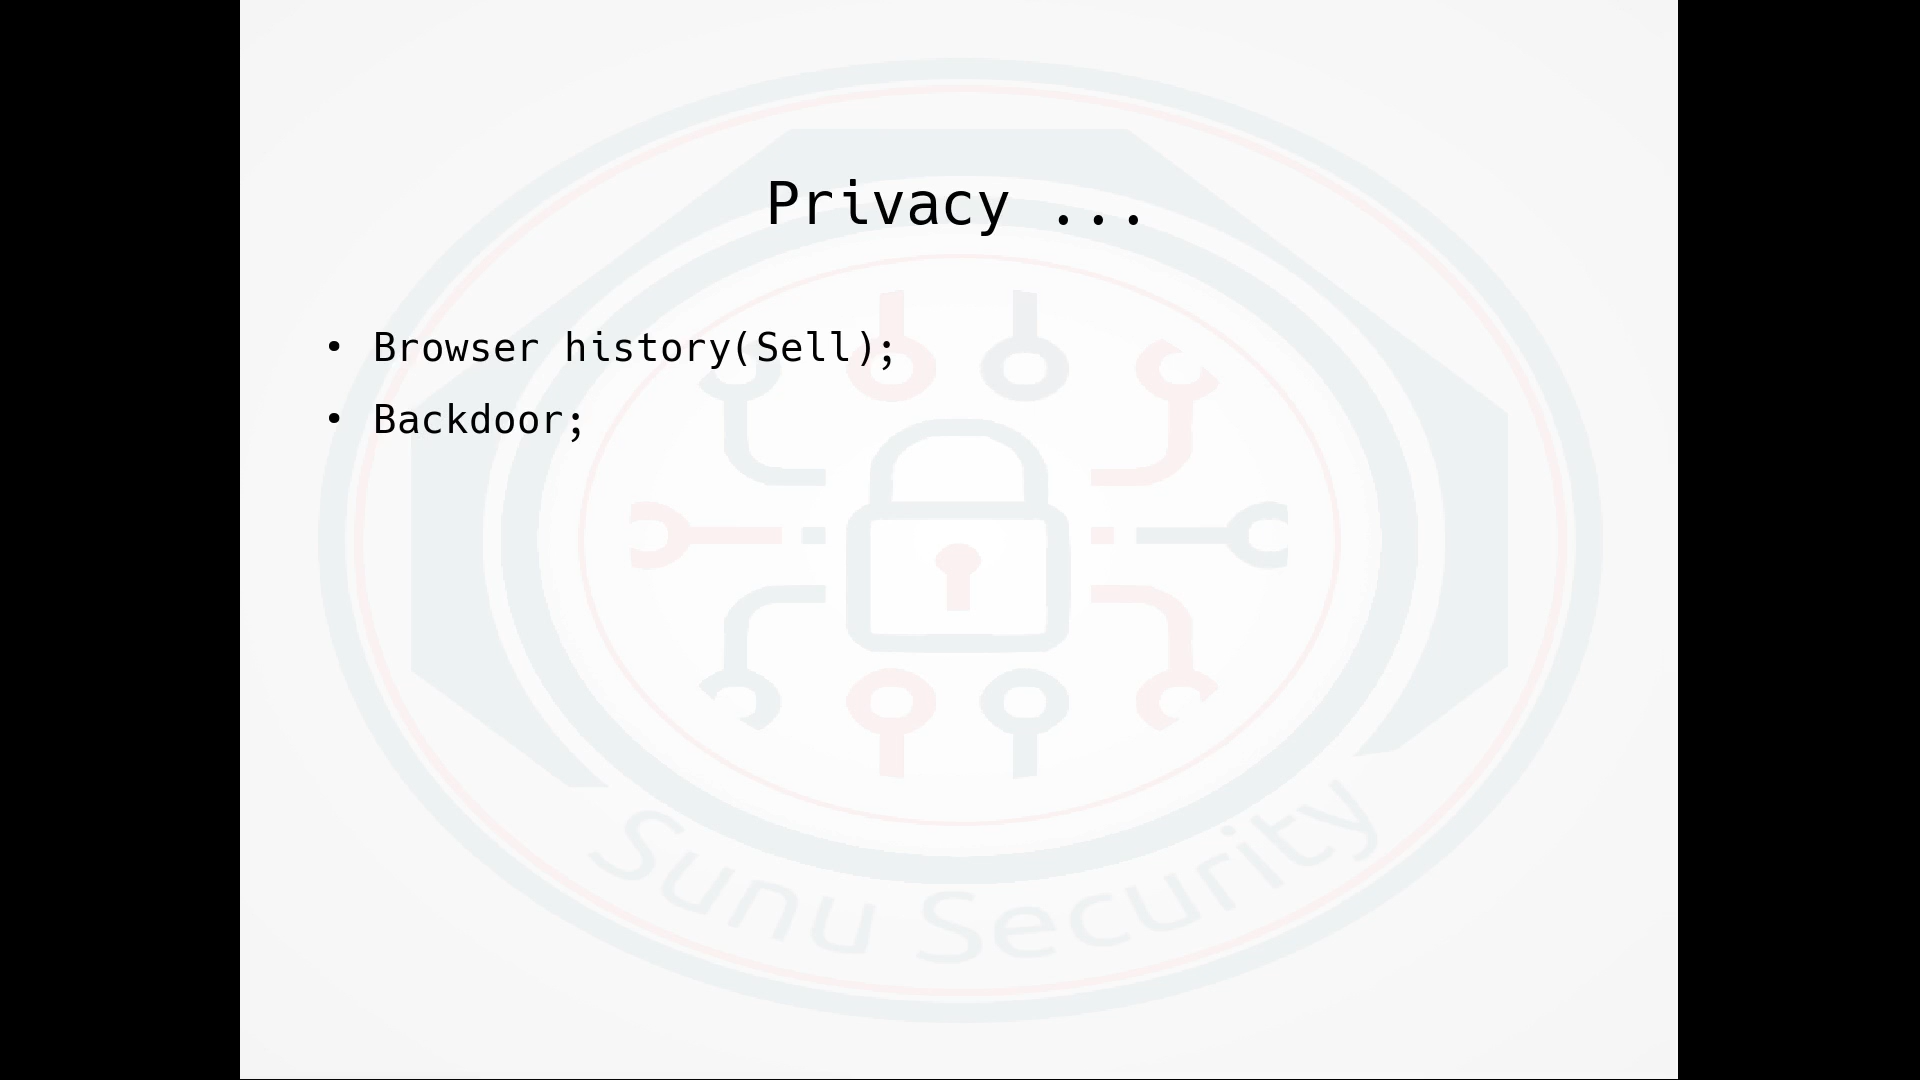 Privacy ...
• Browser history(Sell);
• Backdoor;
Sunu Security